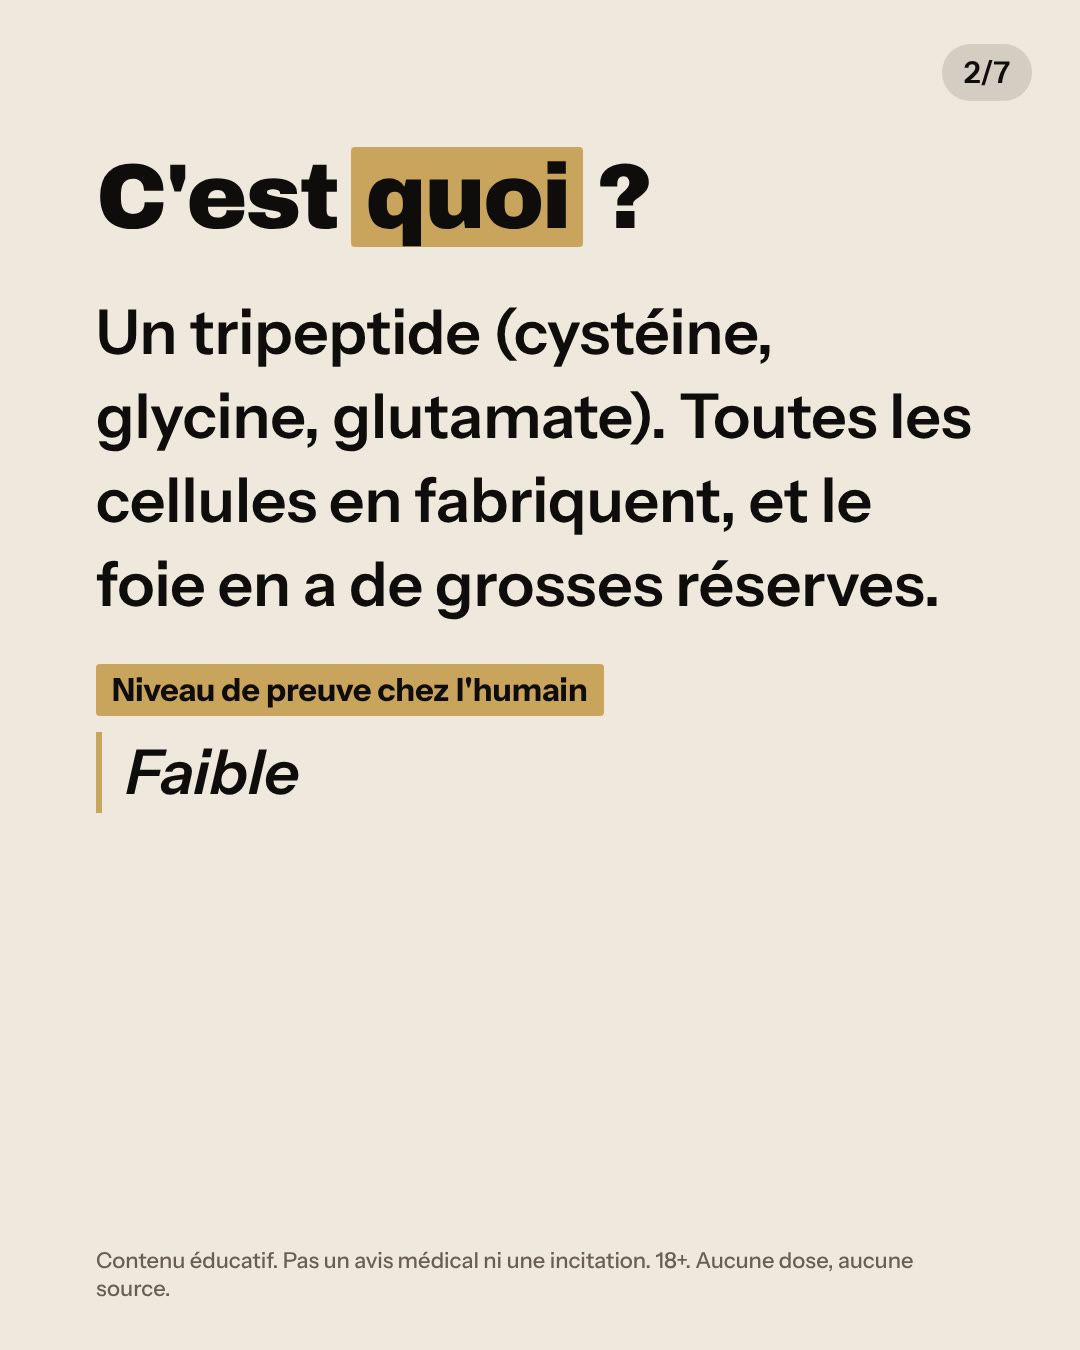 2/7
C'est quoi ?
Un tripeptide (cystéine,
glycine, glutamate). Toutes les
cellules en fabriquent, et le
foie en a de grosses réserves.
Niveau de preuve chez l'humain
Faible
Contenu éducatif. Pas un avis médical ni une incitation. 18+. Aucune dose, aucune
source.